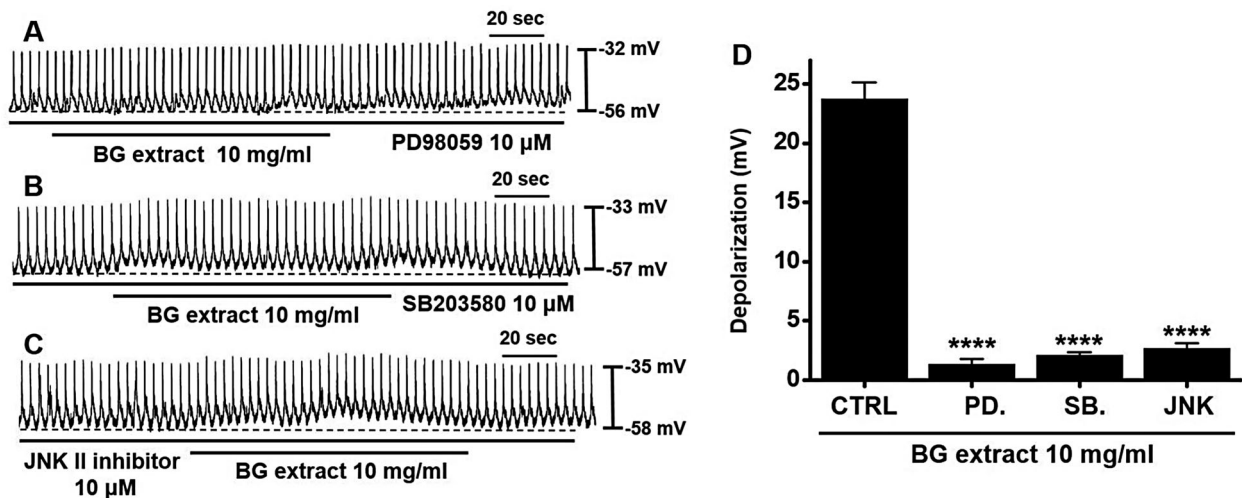 A
20 sec
-32 mV
-56 mV
PD98059 10 µM
BG extract 10 mg/ml
B
20 sec
-33 mV
-57 mV
SB203580 10 µM
BG extract 10 mg/ml
C
20 sec
-35 mV
-58 mV
JNK II inhibitor
10 µM
BG extract 10 mg/ml
D
Depolarization (mV)
25
20
15
10
5
0
**** **** ****
CTRL PD. SB. JNK
BG extract 10 mg/ml